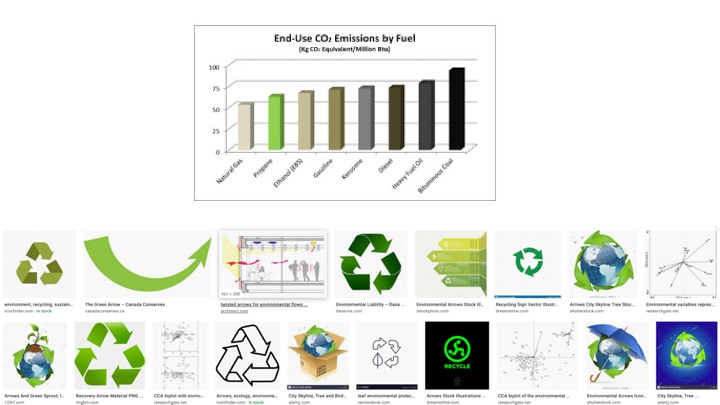 End-Use CO₂ Emissions by Fuel
(Kg CO₂ Equivalent/Million Btu)
100
75
50
25
0
Natural Gas
Propane
Ethanol (E85)
Gasoline
Kerosene
Diesel
Heavy Fuel Oil
Bituminous Coal
environment, recycling, sustain...
iconfinder.com · In stock
The Green Arrow – Canada Conserves
canadaconserves.ca
twisted arrows for environmental flows ...
architect.com
Environmental Liability – Dana ...
Environmental Arrows Stock Ill...
istockphoto.com
Recycling Sign Vector Illustr...
dreamstime.com
Arrows City Skyline Tree Stoc...
shutterstock.com
Environmental variables repres...
researchgate.net
Arrows And Green Sprout, I...
123rf.com
Recovery Arrow Material PNG ...
imgbin.com
CCA biplot with enviro...
researchgate.net
Arrows, ecology, environme...
iconfinder.com · In stock
City Skyline, Tree and Bird...
alamy.com
leaf environmental protec...
vectorstock.com
RECYCLE
Arrows Stock Illustrations ...
dreamstime.com
CCA biplot of the environmental ...
researchgate.net
Environmental Arrows Icon...
shutterstock.com
City Skyline, Tree ...
alamy.com